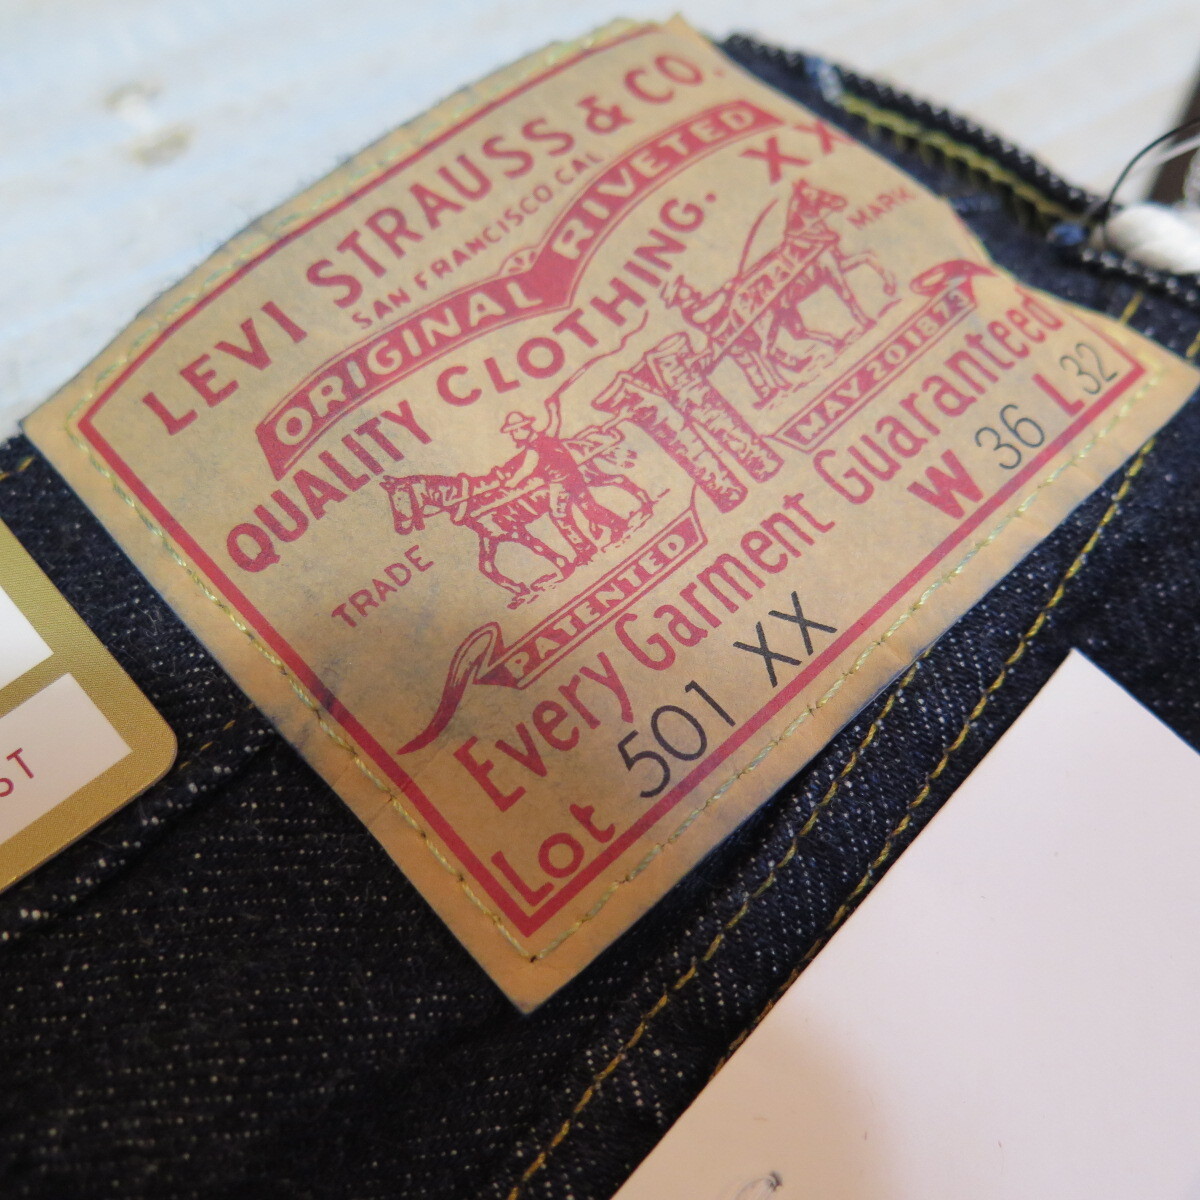 LEVI STRAUSS & CO.
SAN FRANCISCO.CAL
ORIGINAL RIVETED
QUALITY CLOTHING. XX
TRADE MARK
PATENTED MAY 20 1873
Every Garment Guaranteed
Lot 501 XX W 36 L 32
ST